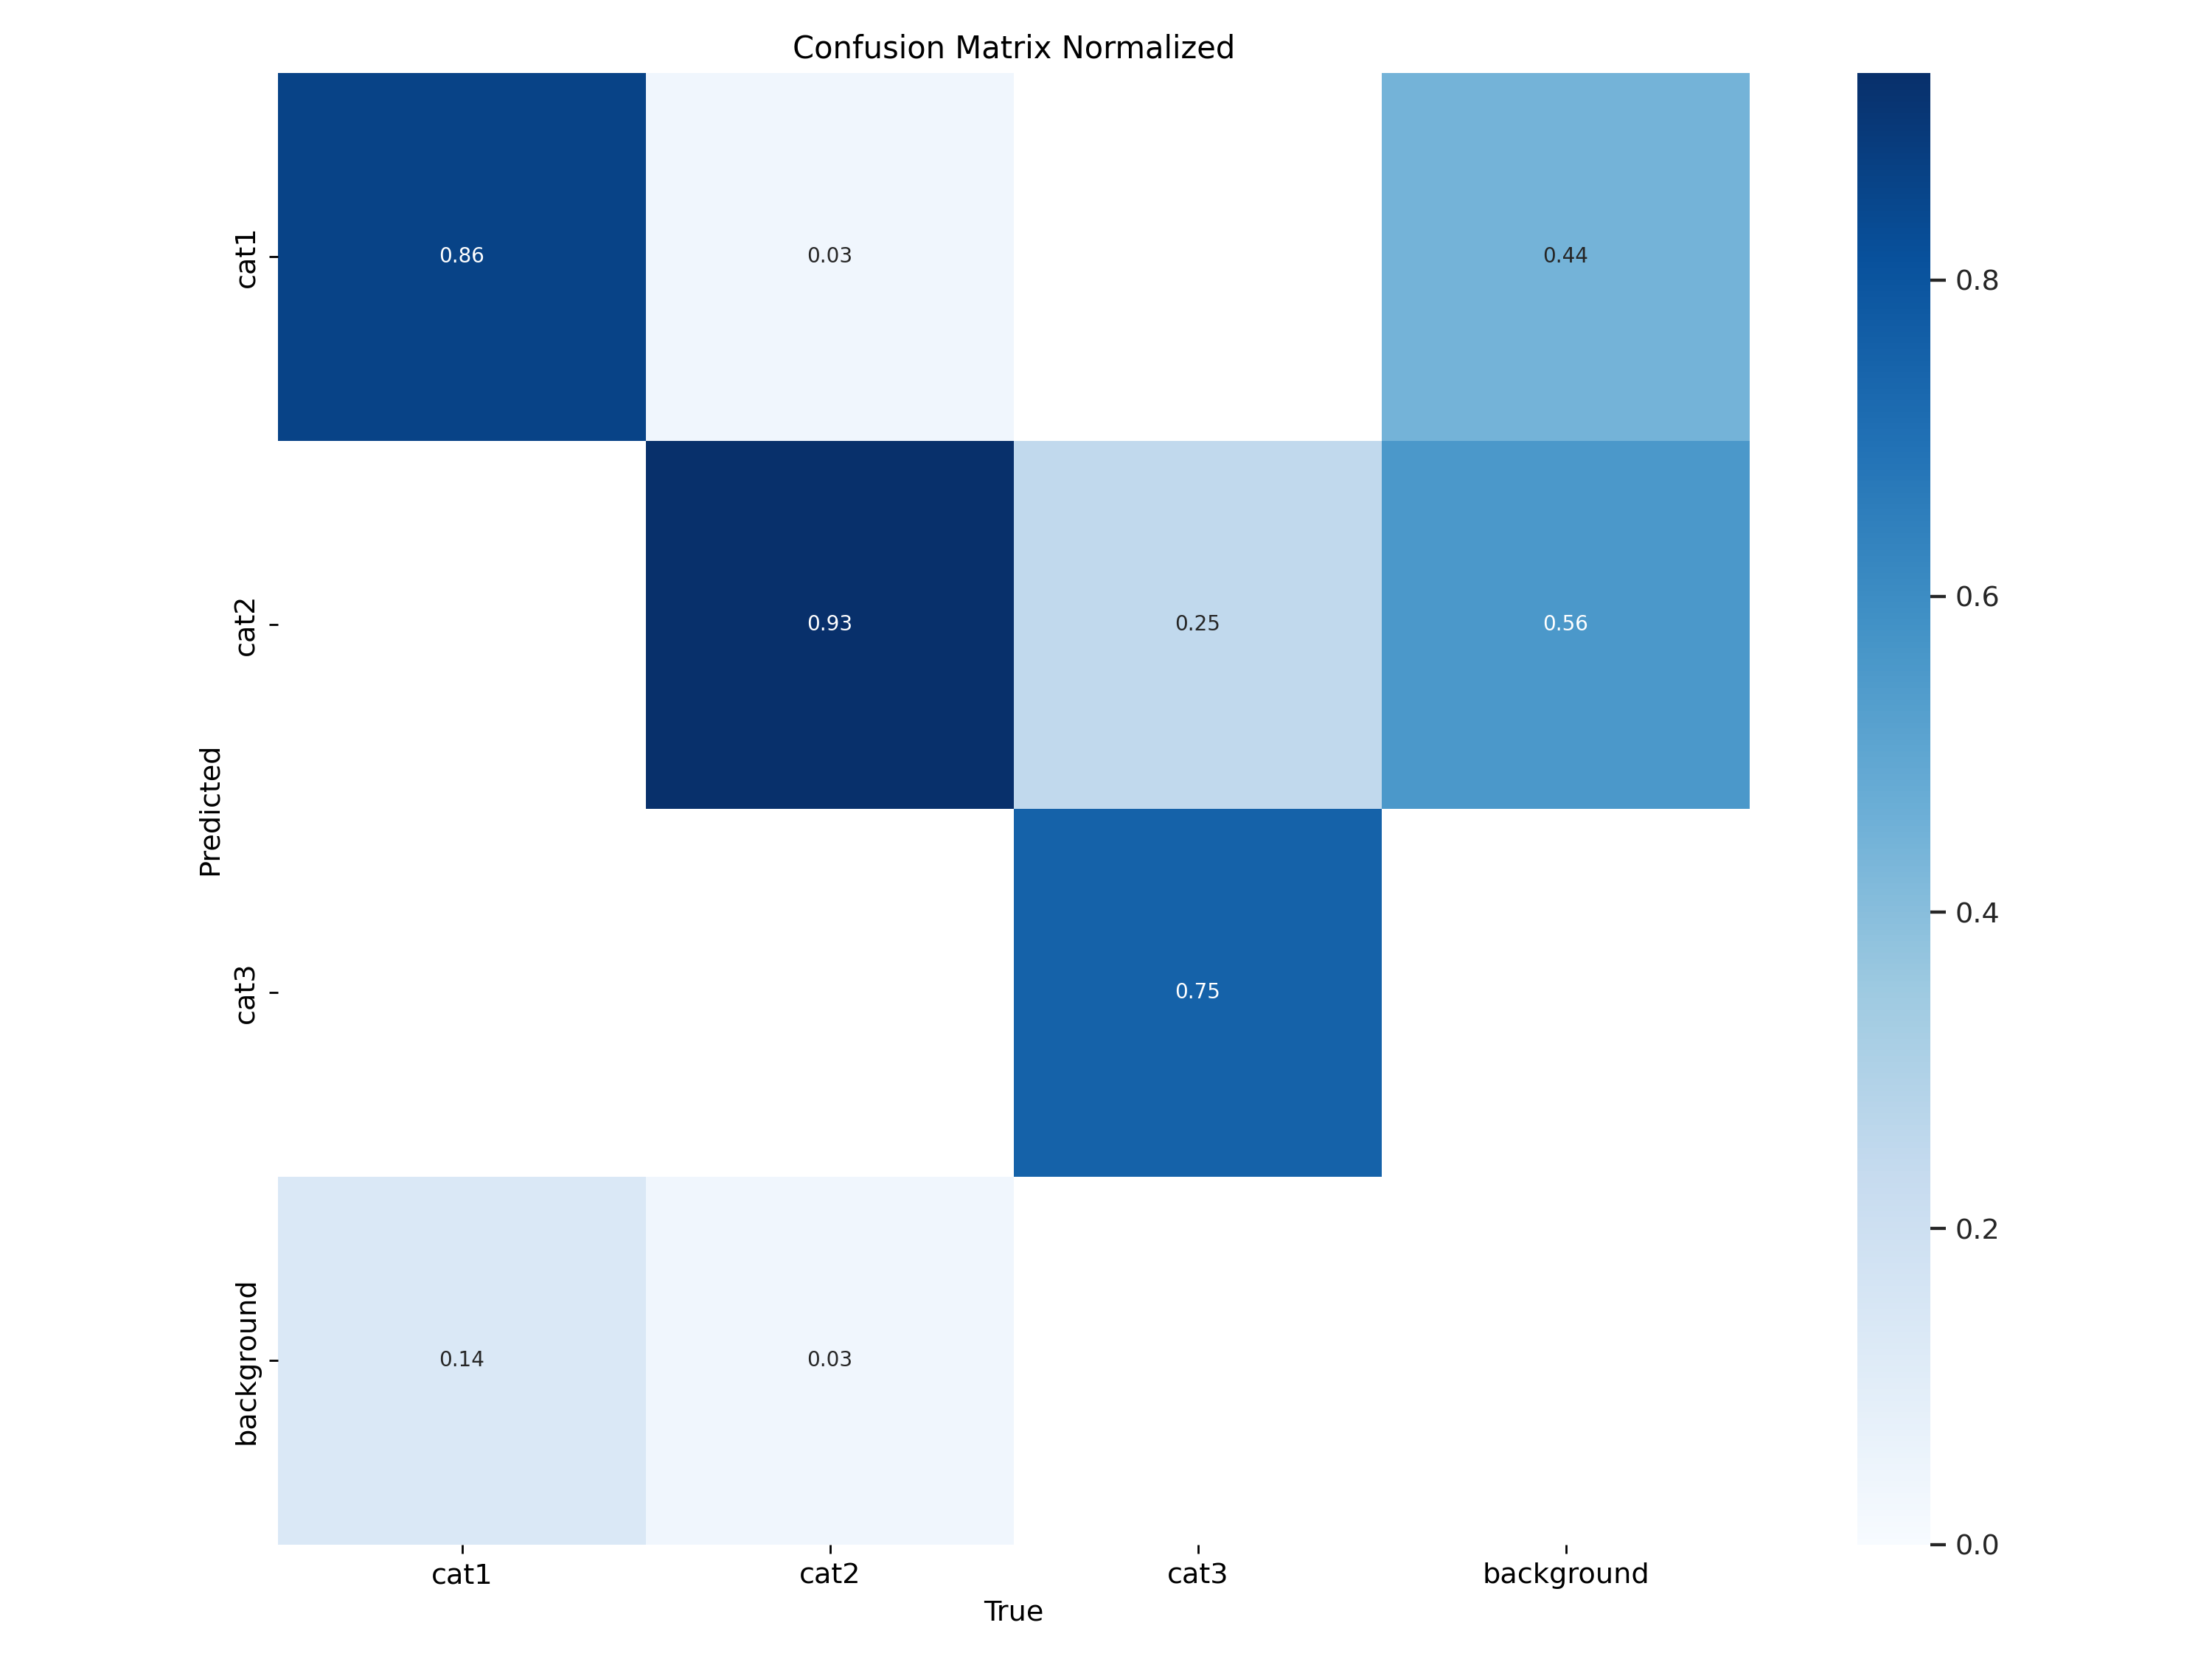 Confusion Matrix Normalized
cat1
0.86
0.03
0.44
0.8
cat2
0.93
0.25
0.56
0.6
Predicted
0.4
cat3
0.75
0.2
background
0.14
0.03
0.0
cat1
cat2
cat3
background
True